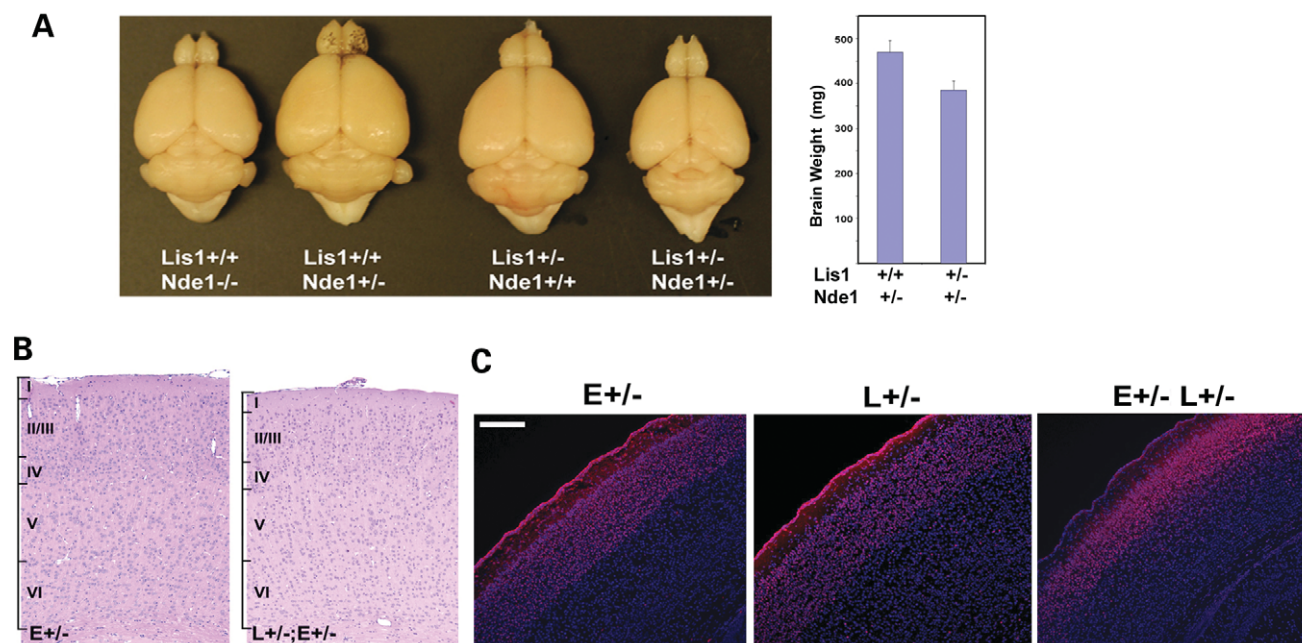 A
Lis1+/+
Nde1-/-
Lis1+/+
Nde1+/-
Lis1+/-
Nde1+/+
Lis1+/-
Nde1+/-
Brain Weight (mg)
500
400
300
200
100
Lis1 +/+ +/-
Nde1 +/- +/-
B
I
II/III
IV
V
VI
E+/-
I
II/III
IV
V
VI
L+/-;E+/-
C
E+/-
L+/-
E+/- L+/-